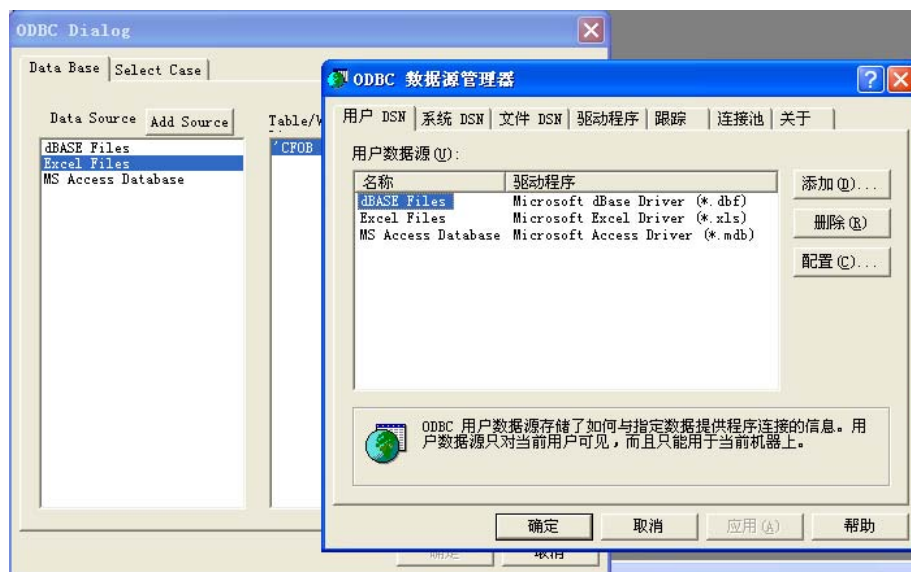 ODBC Dialog
Data Base
Select Case
Data Source
Add Source
dBASE Files
Excel Files
MS Access Database
'CFOB
ODBC 数据源管理器
用户 DSN
系统 DSN
文件 DSN
驱动程序
跟踪
连接池
关于
用户数据源(U):
名称
驱动程序
dBASE Files
Microsoft dBase Driver (*.dbf)
Excel Files
Microsoft Excel Driver (*.xls)
MS Access Database
Microsoft Access Driver (*.mdb)
添加(D)...
删除(R)
配置(C)...
ODBC 用户数据源存储了如何与指定数据提供程序连接的信息。用
户数据源只对当前用户可见，而且只能用于当前机器上。
确定
取消
应用(A)
帮助